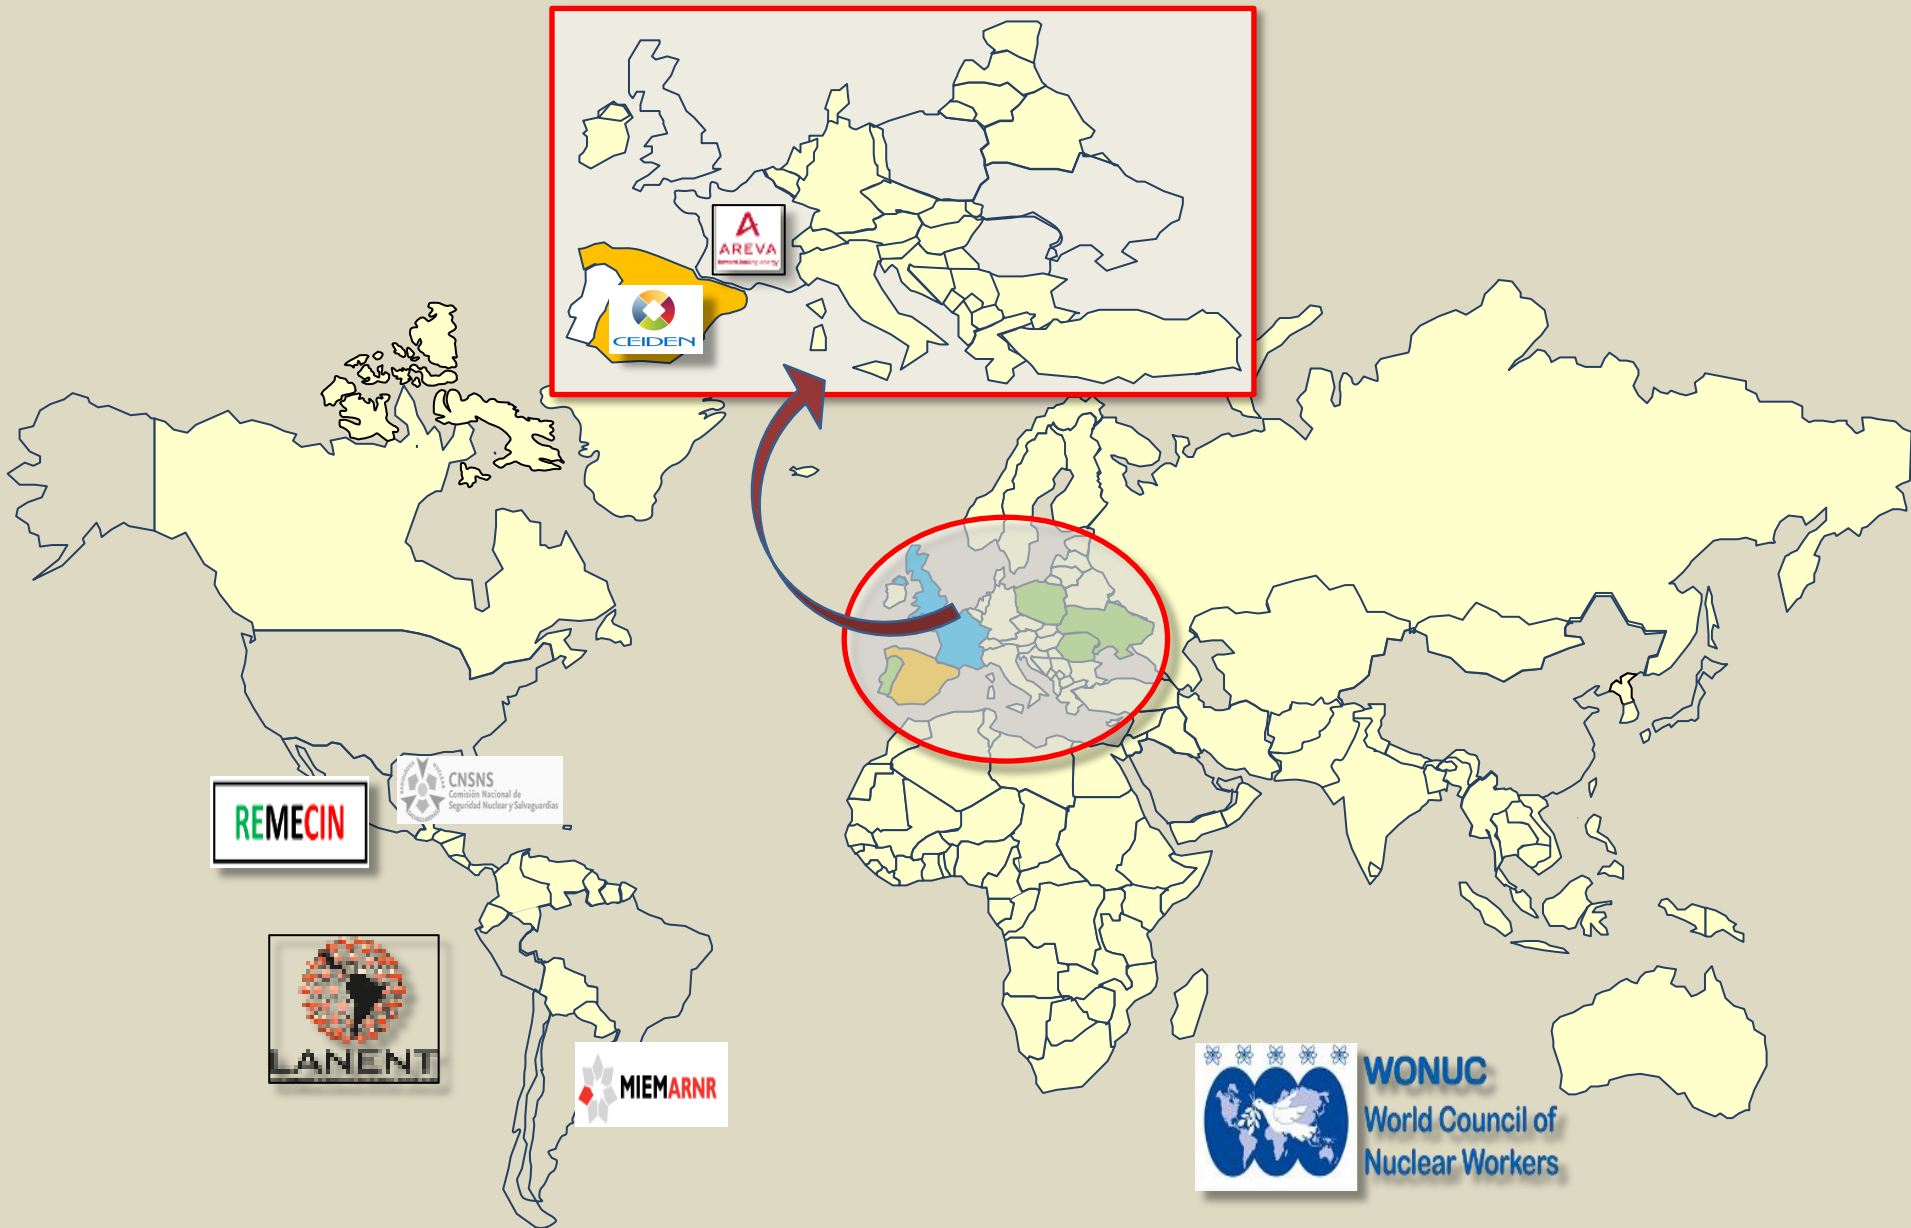 AREVA
CEIDEN
CNSNS
Comisión Nacional de
Seguridad Nuclear y Salvaguardias
REMECIN
LANENT
MIEMARNR
WONUC
World Council of
Nuclear Workers